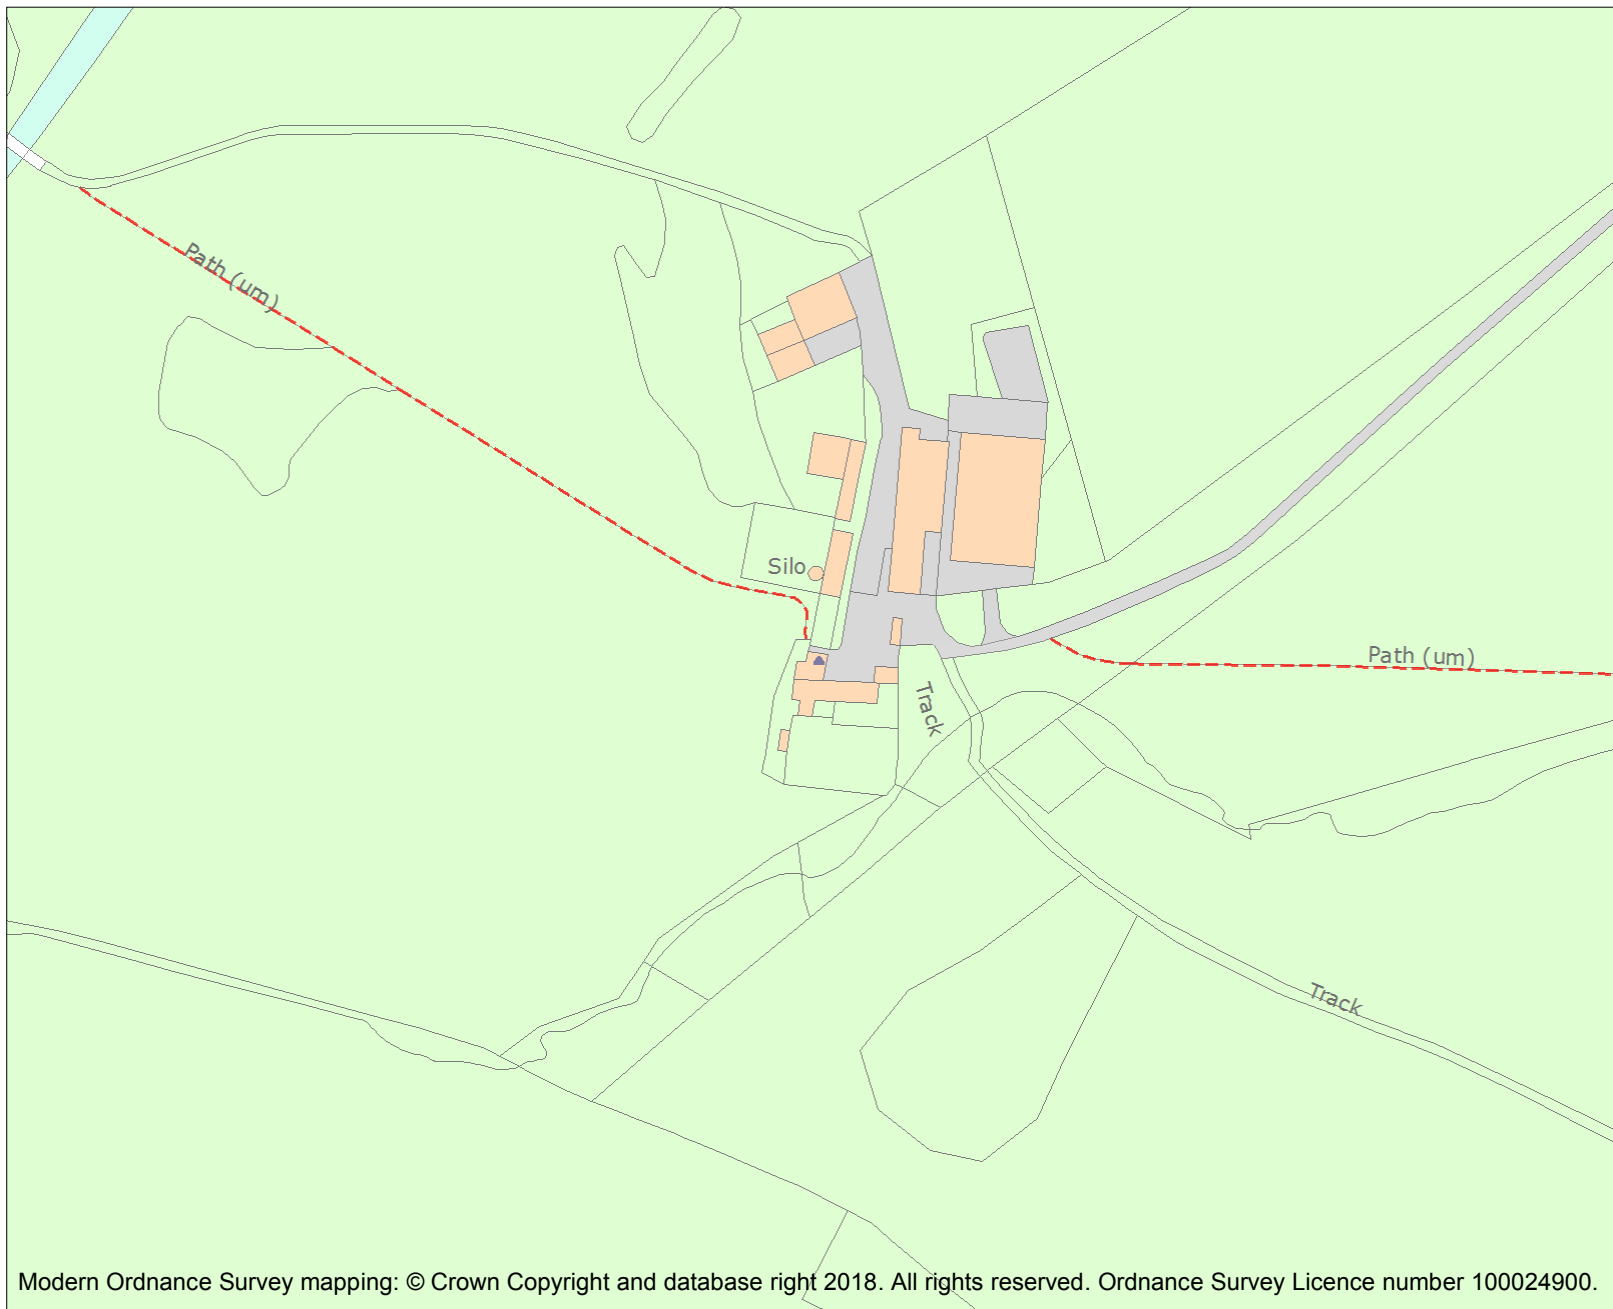 Path (um)
Silo
Path (um)
Track
Track
Modern Ordnance Survey mapping: © Crown Copyright and database right 2018. All rights reserved. Ordnance Survey Licence number 100024900.